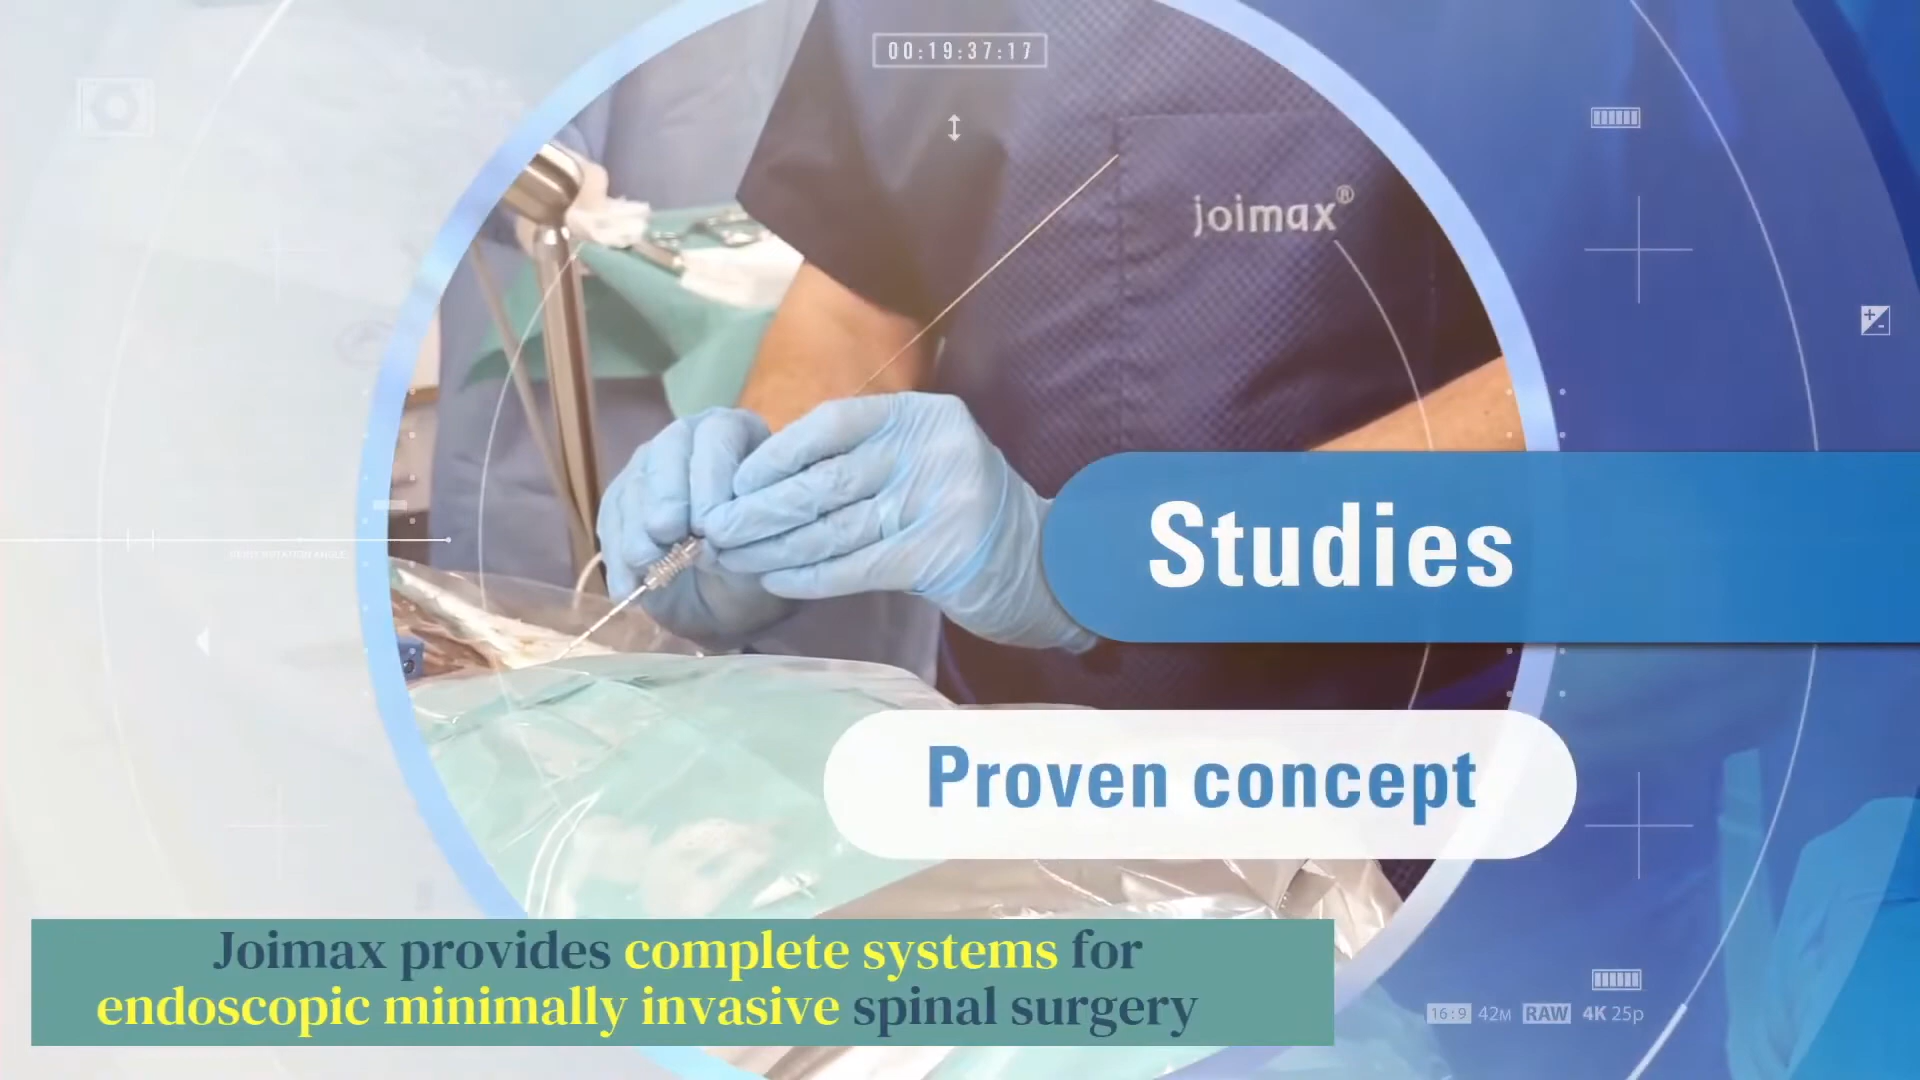 00:19:37:17
joimax®
Studies
Proven concept
Joimax provides complete systems for
endoscopic minimally invasive spinal surgery
16:9 42M RAW 4K 25p